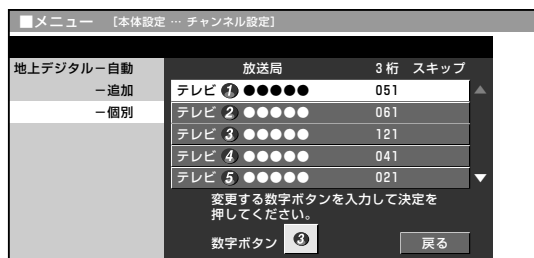 ■メニュー [本体設定 … チャンネル設定]
地上デジタル－自動
－追加
－個別
放送局 3桁 スキップ
テレビ ❶ ●●●●● 051
テレビ ❷ ●●●●● 061
テレビ ❸ ●●●●● 121
テレビ ❹ ●●●●● 041
テレビ ❺ ●●●●● 021
変更する数字ボタンを入力して決定を
押してください。
数字ボタン ❸ 戻る